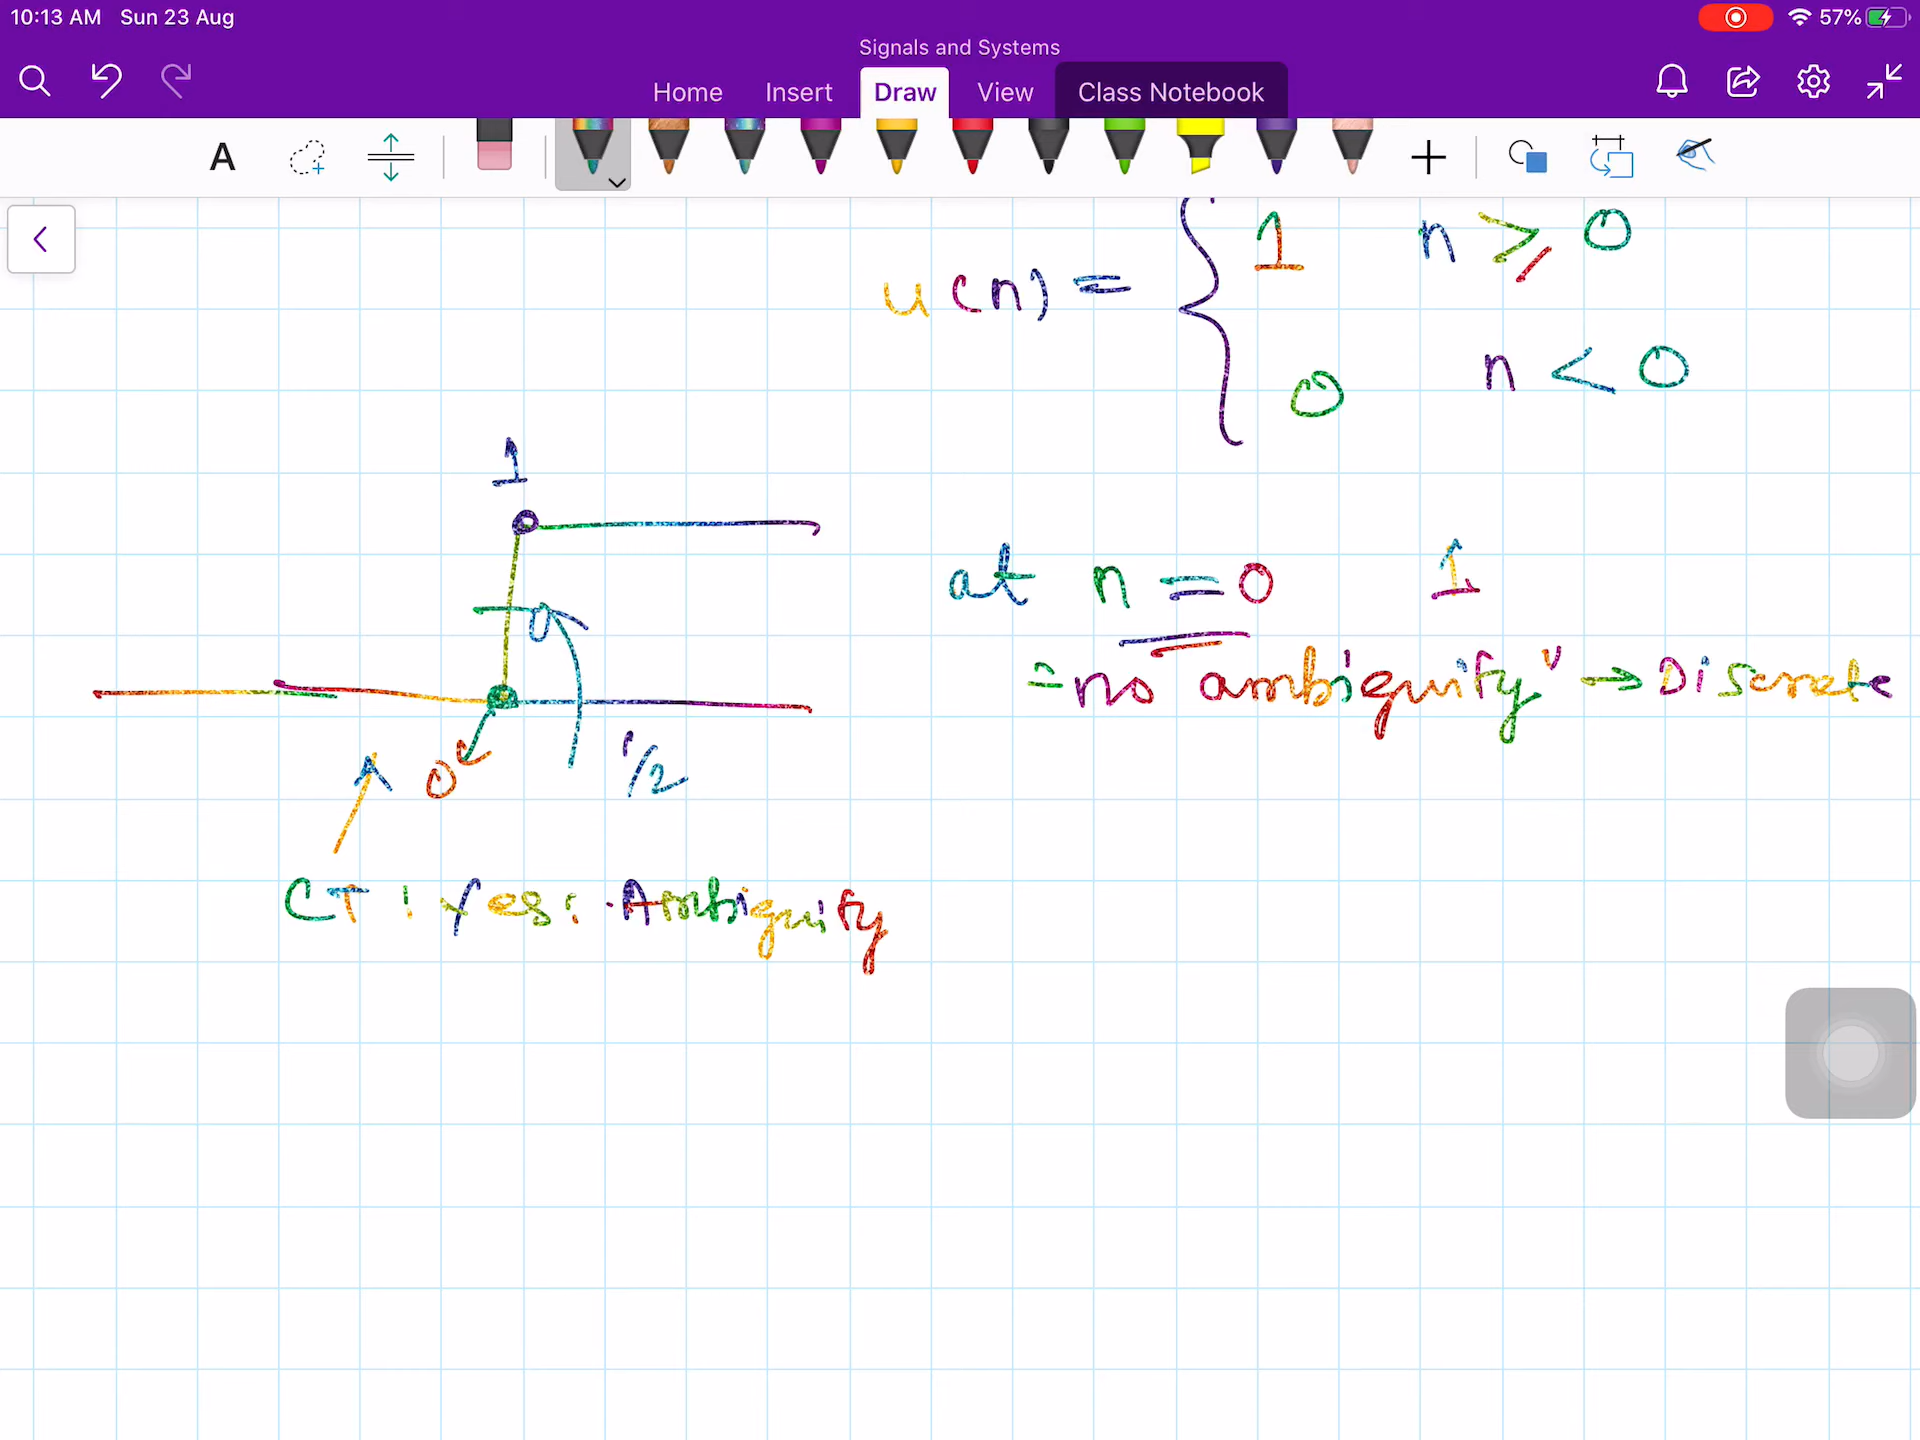 10:13 AM Sun 23 Aug
57%
Signals and Systems
Home Insert Draw View Class Notebook
A
u(n) = { 1 n ≥ 0
0 n < 0
1
at n = 0 1
"no ambiguity" → Discrete
0
1/2
CT : Yes : Ambiguity